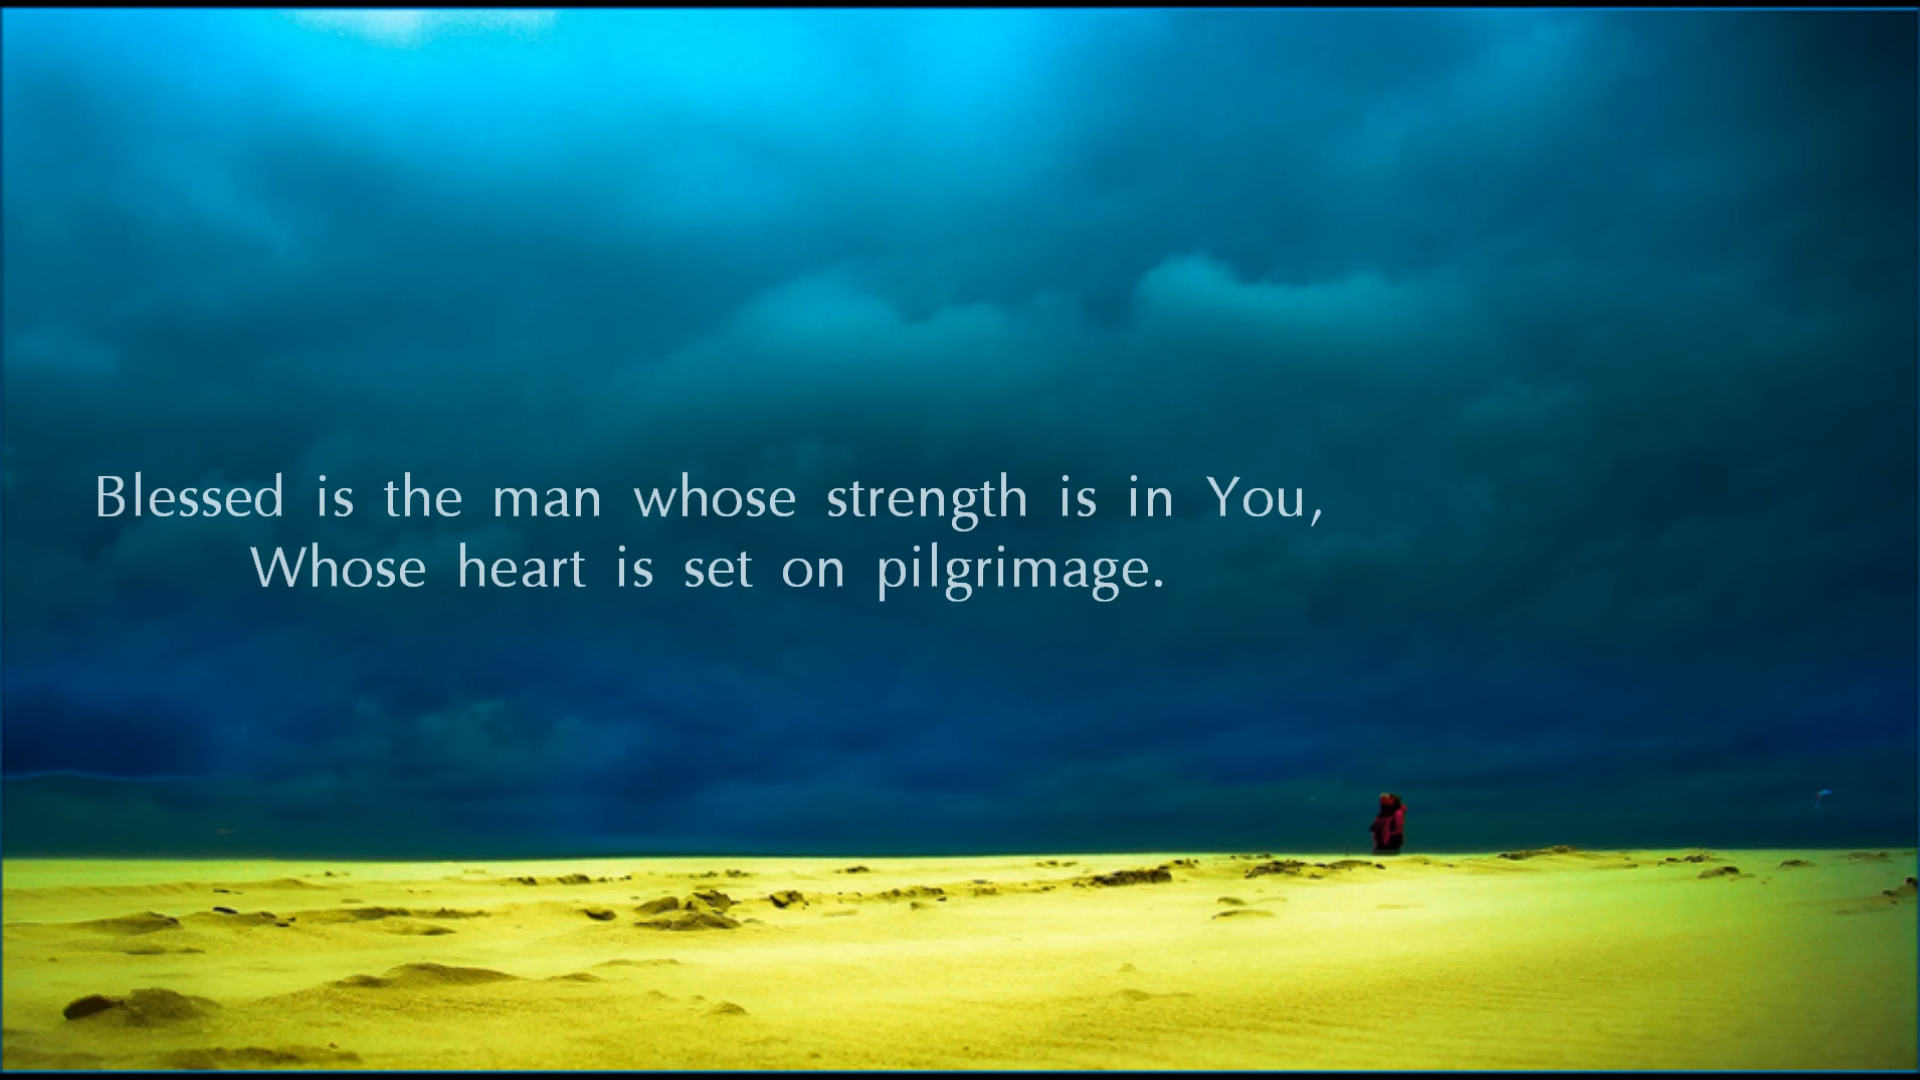 Blessed is the man whose strength is in You,
Whose heart is set on pilgrimage.